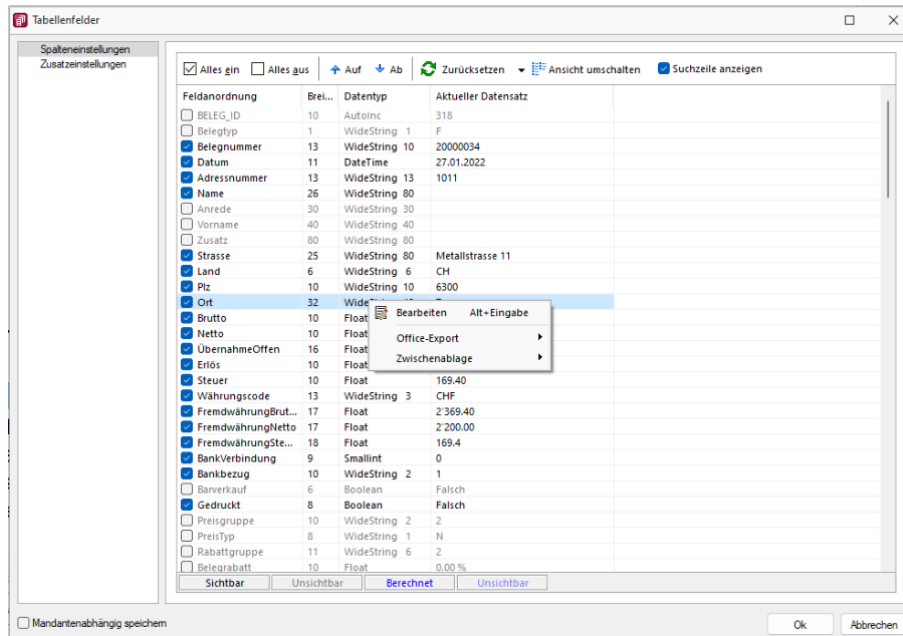 Tabellenfelder
Spalteneinstellungen
Zusatzeinstellungen
Alles ein Alles aus Auf Ab Zurücksetzen Ansicht umschalten Suchzeile anzeigen
Feldanordnung Brei... Datentyp Aktueller Datensatz
BELEG_ID 10 AutoInc 318
Belegtyp 1 WideString 1 F
Belegnummer 13 WideString 10 20000034
Datum 11 DateTime 27.01.2022
Adressnummer 13 WideString 13 1011
Name 26 WideString 80
Anrede 30 WideString 30
Vorname 40 WideString 40
Zusatz 80 WideString 80
Strasse 25 WideString 80 Metallstrasse 11
Land 6 WideString 6 CH
Plz 10 WideString 10 6300
Ort 32
Bearbeiten Alt+Eingabe
Brutto 10 Float
Netto 10 Float
Office-Export
ÜbernahmeOffen 16 Float
Zwischenablage
Erlös 10 Float
Steuer 10 Float 169.40
Währungscode 13 WideString 3 CHF
FremdwährungBrut... 17 Float 2'369.40
FremdwährungNetto 17 Float 2'200.00
FremdwährungSte... 18 Float 169.4
BankVerbindung 9 Smallint 0
Bankbezug 10 WideString 2 1
Barverkauf 6 Boolean Falsch
Gedruckt 8 Boolean Falsch
Preisgruppe 10 WideString 2 2
PreisTyp 8 WideString 1 N
Rabattgruppe 11 WideString 6 2
Belegrabatt 10 Float 0.00 %
Sichtbar Unsichtbar Berechnet Unsichtbar
Mandantenabhängig speichern
Ok Abbrechen